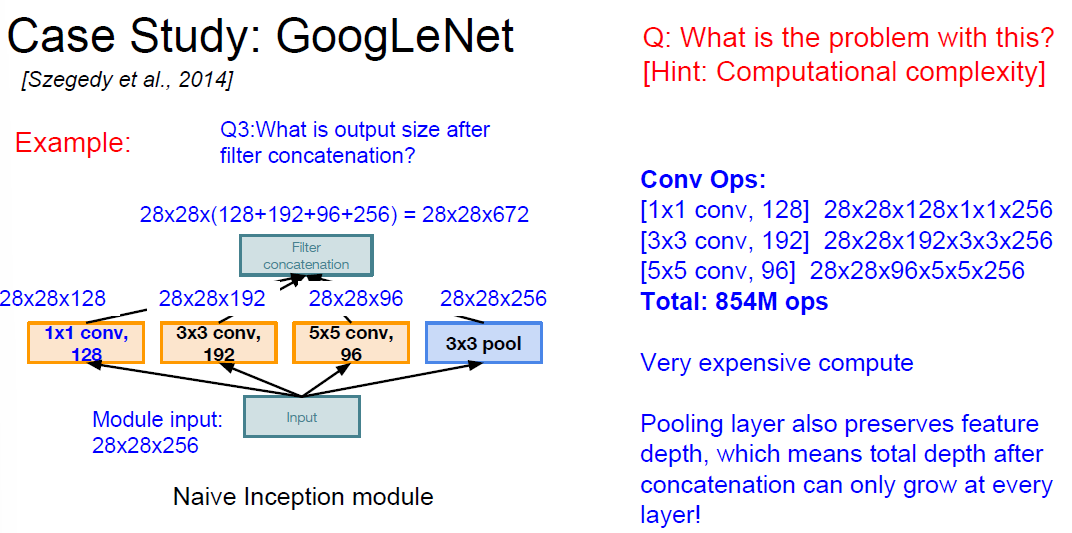 Case Study: GoogLeNet
[Szegedy et al., 2014]
Q: What is the problem with this?
[Hint: Computational complexity]
Example:
Q3:What is output size after
filter concatenation?
28x28x(128+192+96+256) = 28x28x672
Filter
concatenation
28x28x128
28x28x192
28x28x96
28x28x256
1x1 conv,
128
3x3 conv,
192
5x5 conv,
96
3x3 pool
Input
Module input:
28x28x256
Naive Inception module
Conv Ops:
[1x1 conv, 128] 28x28x128x1x1x256
[3x3 conv, 192] 28x28x192x3x3x256
[5x5 conv, 96] 28x28x96x5x5x256
Total: 854M ops
Very expensive compute
Pooling layer also preserves feature
depth, which means total depth after
concatenation can only grow at every
layer!